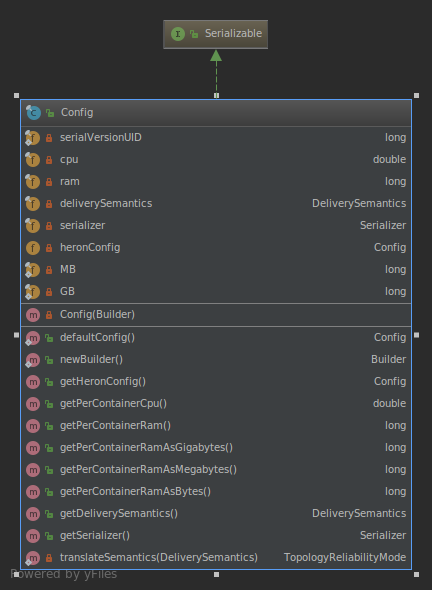 Serializable
Config
serialVersionUID long
cpu double
ram long
deliverySemantics DeliverySemantics
serializer Serializer
heronConfig Config
MB long
GB long
Config(Builder)
defaultConfig() Config
newBuilder() Builder
getHeronConfig() Config
getPerContainerCpu() double
getPerContainerRam() long
getPerContainerRamAsGigabytes() long
getPerContainerRamAsMegabytes() long
getPerContainerRamAsBytes() long
getDeliverySemantics() DeliverySemantics
getSerializer() Serializer
translateSemantics(DeliverySemantics) TopologyReliabilityMode
Powered by yFiles